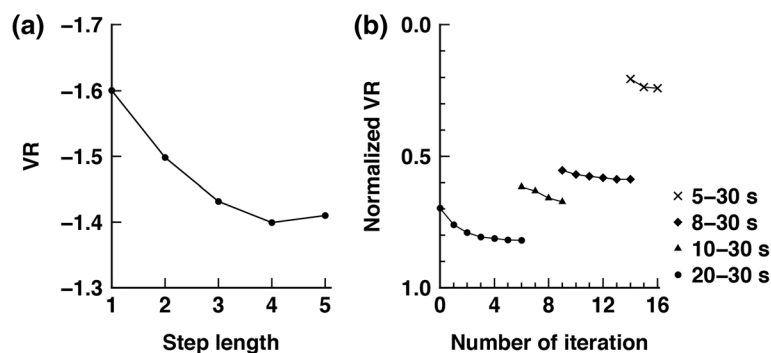 (a)
VR
−1.7
−1.6
−1.5
−1.4
−1.3
1 2 3 4 5
Step length
(b)
Normalized VR
0.0
0.5
1.0
0 4 8 12 16
Number of iteration
5–30 s
8–30 s
10–30 s
20–30 s